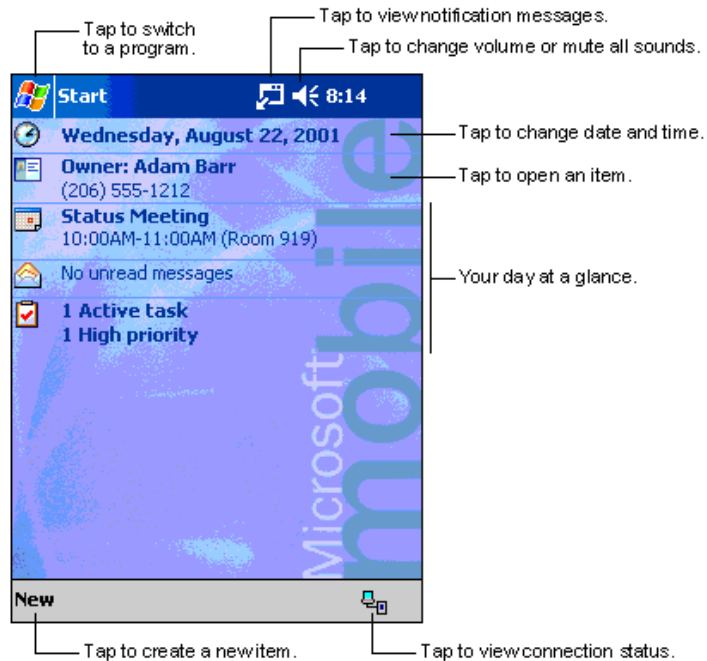 Tap to switch
to a program.
Tap to view notification messages.
Tap to change volume or mute all sounds.
Start
8:14
Wednesday, August 22, 2001
Tap to change date and time.
Owner: Adam Barr
(206) 555-1212
Tap to open an item.
Status Meeting
10:00AM-11:00AM (Room 919)
No unread messages
Your day at a glance.
1 Active task
1 High priority
Microsoft
mobile
New
Tap to create a new item.
Tap to view connection status.